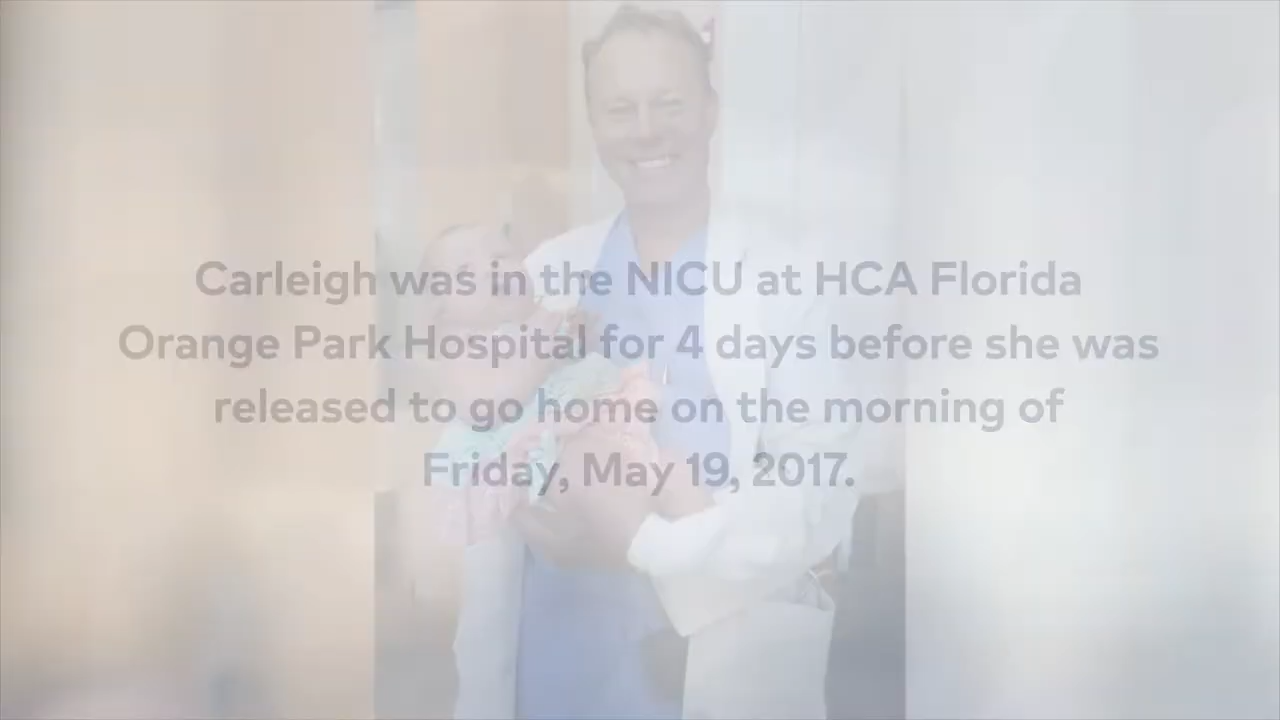 Carleigh was in the NICU at HCA Florida
Orange Park Hospital for 4 days before she was
released to go home on the morning of
Friday, May 19, 2017.